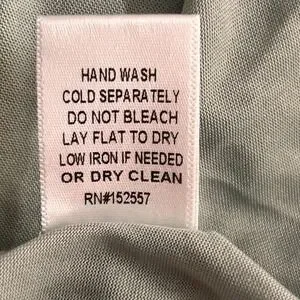 HAND WASH
COLD SEPARATELY
DO NOT BLEACH
LAY FLAT TO DRY
LOW IRON IF NEEDED
OR DRY CLEAN
RN#152557